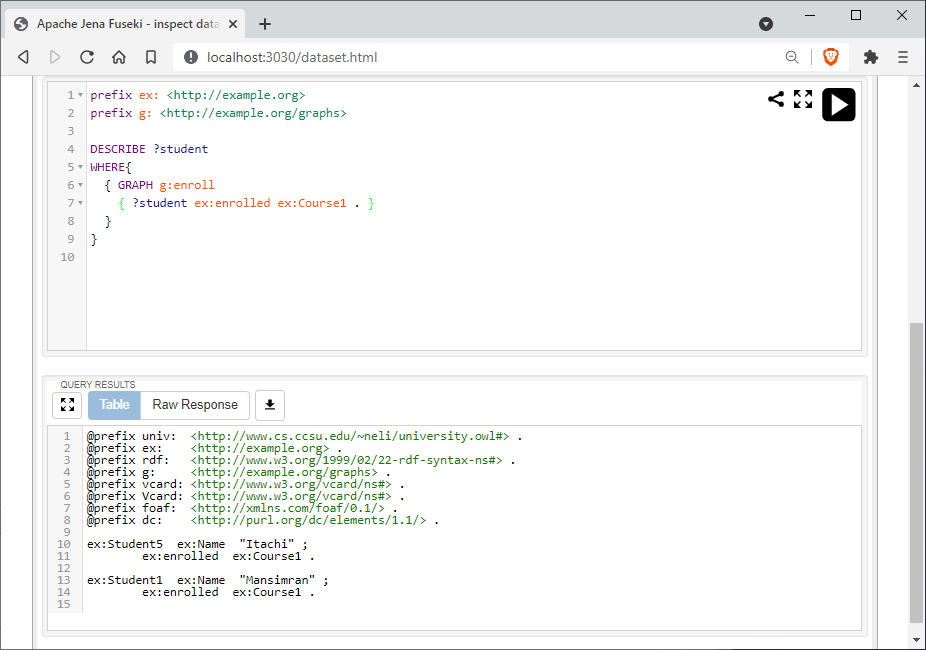 Apache Jena Fuseki - inspect data
localhost:3030/dataset.html
1 prefix ex: <http://example.org>
2 prefix g: <http://example.org/graphs>
3
4 DESCRIBE ?student
5 WHERE{
6 { GRAPH g:enroll
7 { ?student ex:enrolled ex:Course1 . }
8 }
9 }
10
QUERY RESULTS
Table Raw Response
1 @prefix univ: <http://www.cs.ccsu.edu/~neli/university.owl#> .
2 @prefix ex: <http://example.org> .
3 @prefix rdf: <http://www.w3.org/1999/02/22-rdf-syntax-ns#> .
4 @prefix g: <http://example.org/graphs> .
5 @prefix vcard: <http://www.w3.org/vcard/ns#> .
6 @prefix Vcard: <http://www.w3.org/vcard/ns#> .
7 @prefix foaf: <http://xmlns.com/foaf/0.1/> .
8 @prefix dc: <http://purl.org/dc/elements/1.1/> .
9
10 ex:Student5 ex:Name "Itachi" ;
11 ex:enrolled ex:Course1 .
12
13 ex:Student1 ex:Name "Mansimran" ;
14 ex:enrolled ex:Course1 .
15